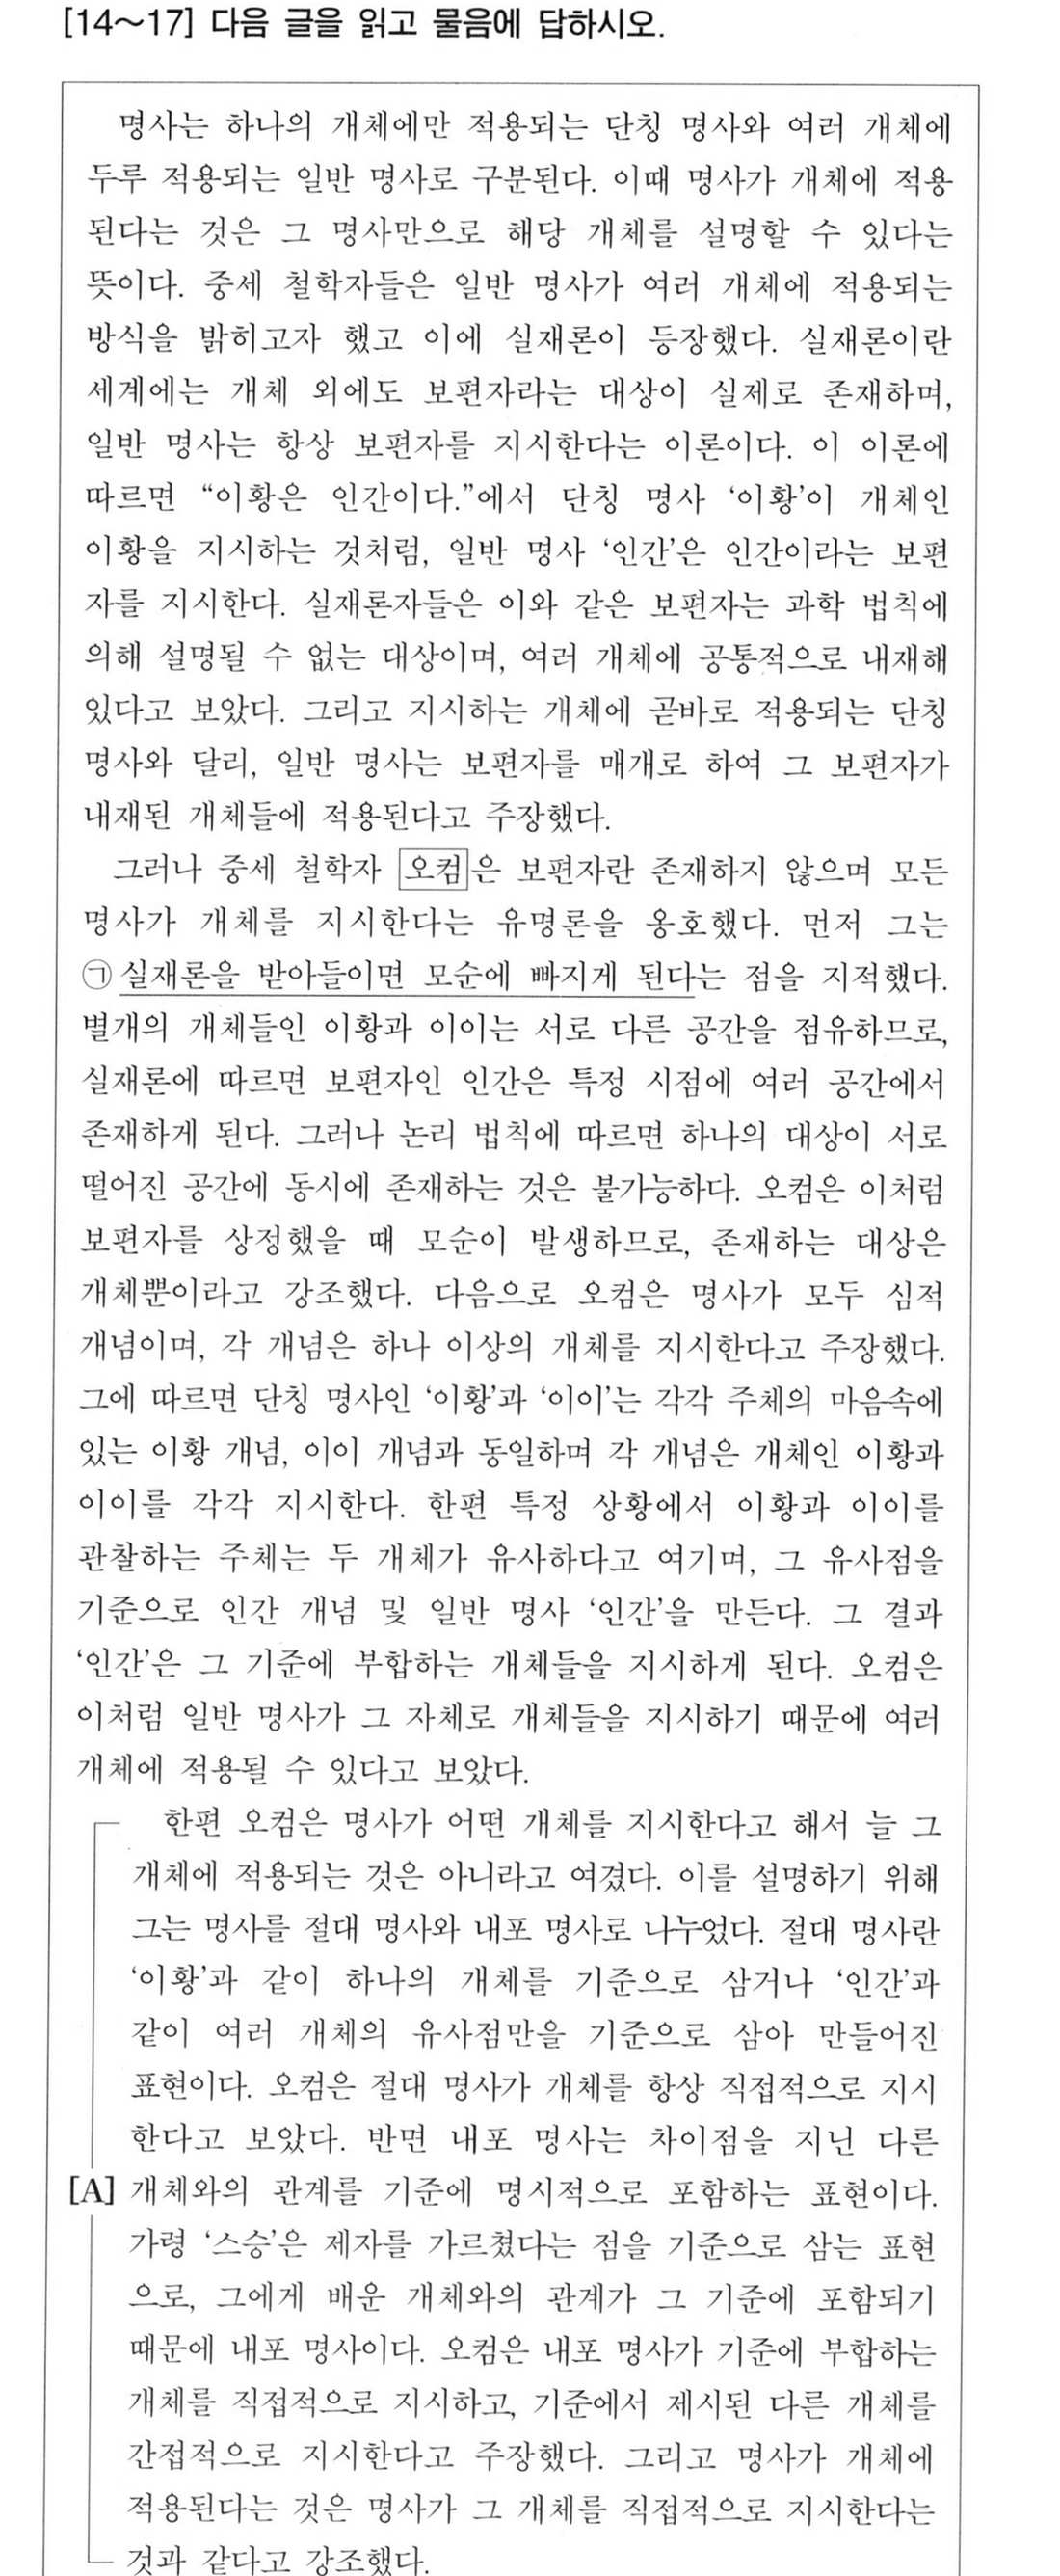 [14~17] 다음 글을 읽고 물음에 답하시오.
명사는 하나의 개체에만 적용되는 단칭 명사와 여러 개체에
두루 적용되는 일반 명사로 구분된다. 이때 명사가 개체에 적용
된다는 것은 그 명사만으로 해당 개체를 설명할 수 있다는
뜻이다. 중세 철학자들은 일반 명사가 여러 개체에 적용되는
방식을 밝히고자 했고 이에 실재론이 등장했다. 실재론이란
세계에는 개체 외에도 보편자라는 대상이 실제로 존재하며,
일반 명사는 항상 보편자를 지시한다는 이론이다. 이 이론에
따르면 “이황은 인간이다.”에서 단칭 명사 ‘이황’이 개체인
이황을 지시하는 것처럼, 일반 명사 ‘인간’은 인간이라는 보편
자를 지시한다. 실재론자들은 이와 같은 보편자는 과학 법칙에
의해 설명될 수 없는 대상이며, 여러 개체에 공통적으로 내재해
있다고 보았다. 그리고 지시하는 개체에 곧바로 적용되는 단칭
명사와 달리, 일반 명사는 보편자를 매개로 하여 그 보편자가
내재된 개체들에 적용된다고 주장했다.
그러나 중세 철학자 오컴은 보편자란 존재하지 않으며 모든
명사가 개체를 지시한다는 유명론을 옹호했다. 먼저 그는
㉠ 실재론을 받아들이면 모순에 빠지게 된다는 점을 지적했다.
별개의 개체들인 이황과 이이는 서로 다른 공간을 점유하므로,
실재론에 따르면 보편자인 인간은 특정 시점에 여러 공간에서
존재하게 된다. 그러나 논리 법칙에 따르면 하나의 대상이 서로
떨어진 공간에 동시에 존재하는 것은 불가능하다. 오컴은 이처럼
보편자를 상정했을 때 모순이 발생하므로, 존재하는 대상은
개체뿐이라고 강조했다. 다음으로 오컴은 명사가 모두 심적
개념이며, 각 개념은 하나 이상의 개체를 지시한다고 주장했다.
그에 따르면 단칭 명사인 ‘이황’과 ‘이이’는 각각 주체의 마음속에
있는 이황 개념, 이이 개념과 동일하며 각 개념은 개체인 이황과
이이를 각각 지시한다. 한편 특정 상황에서 이황과 이이를
관찰하는 주체는 두 개체가 유사하다고 여기며, 그 유사점을
기준으로 인간 개념 및 일반 명사 ‘인간’을 만든다. 그 결과
‘인간’은 그 기준에 부합하는 개체들을 지시하게 된다. 오컴은
이처럼 일반 명사가 그 자체로 개체들을 지시하기 때문에 여러
개체에 적용될 수 있다고 보았다.
한편 오컴은 명사가 어떤 개체를 지시한다고 해서 늘 그
개체에 적용되는 것은 아니라고 여겼다. 이를 설명하기 위해
그는 명사를 절대 명사와 내포 명사로 나누었다. 절대 명사란
‘이황’과 같이 하나의 개체를 기준으로 삼거나 ‘인간’과
같이 여러 개체의 유사점만을 기준으로 삼아 만들어진
표현이다. 오컴은 절대 명사가 개체를 항상 직접적으로 지시
한다고 보았다. 반면 내포 명사는 차이점을 지닌 다른
[A] 개체와의 관계를 기준에 명시적으로 포함하는 표현이다.
가령 ‘스승’은 제자를 가르쳤다는 점을 기준으로 삼는 표현
으로, 그에게 배운 개체와의 관계가 그 기준에 포함되기
때문에 내포 명사이다. 오컴은 내포 명사가 기준에 부합하는
개체를 직접적으로 지시하고, 기준에서 제시된 다른 개체를
간접적으로 지시한다고 주장했다. 그리고 명사가 개체에
적용된다는 것은 명사가 그 개체를 직접적으로 지시한다는
것과 같다고 강조했다.